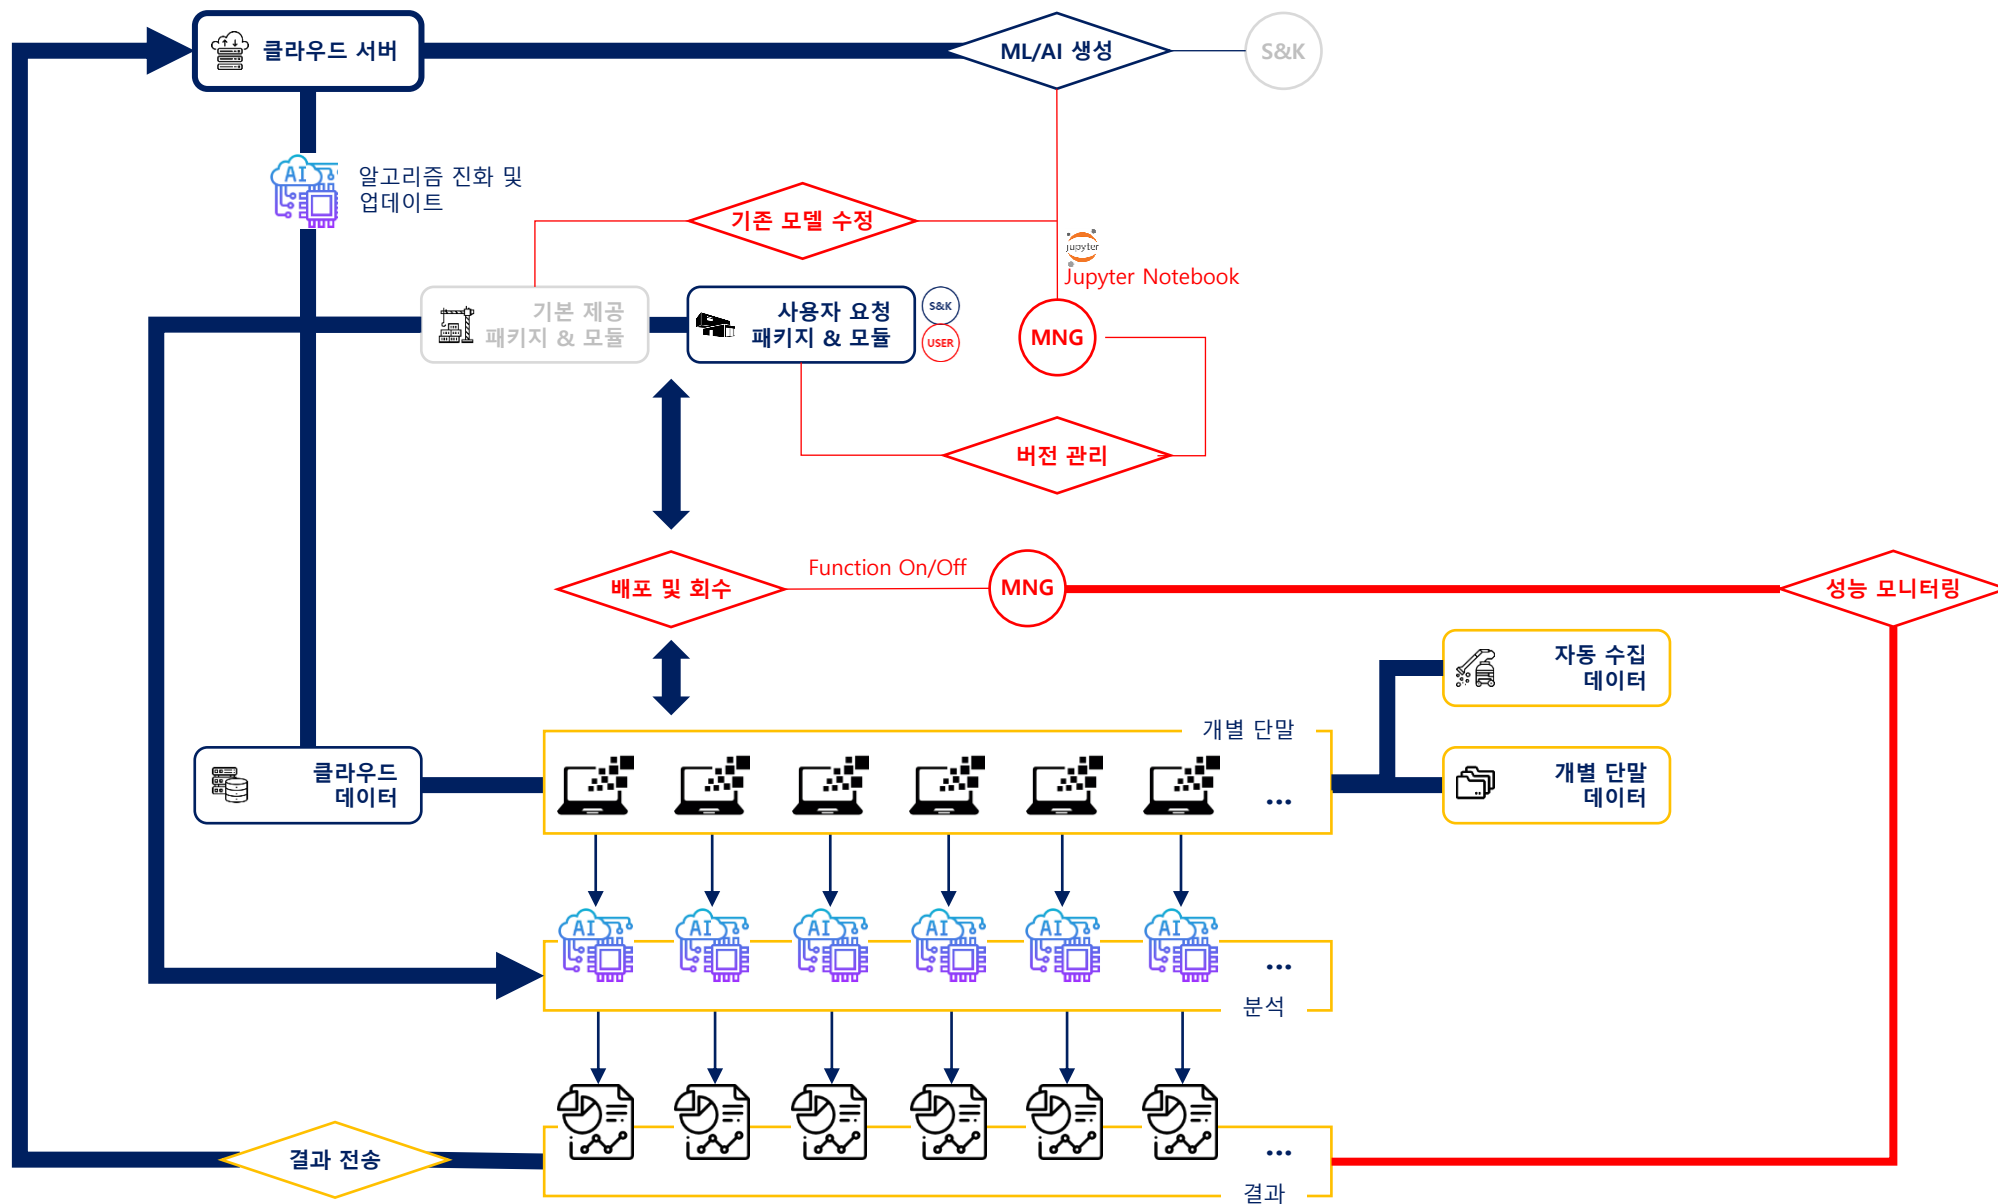 클라우드 서버
ML/AI 생성
S&K
AI
알고리즘 진화 및
업데이트
기존 모델 수정
jupyter
Jupyter Notebook
기본 제공
패키지 & 모듈
사용자 요청
패키지 & 모듈
S&K
USER
MNG
버전 관리
배포 및 회수
Function On/Off
MNG
성능 모니터링
자동 수집
데이터
개별 단말
클라우드
데이터
...
개별 단말
데이터
AI
AI
AI
AI
AI
AI
...
분석
결과 전송
...
결과